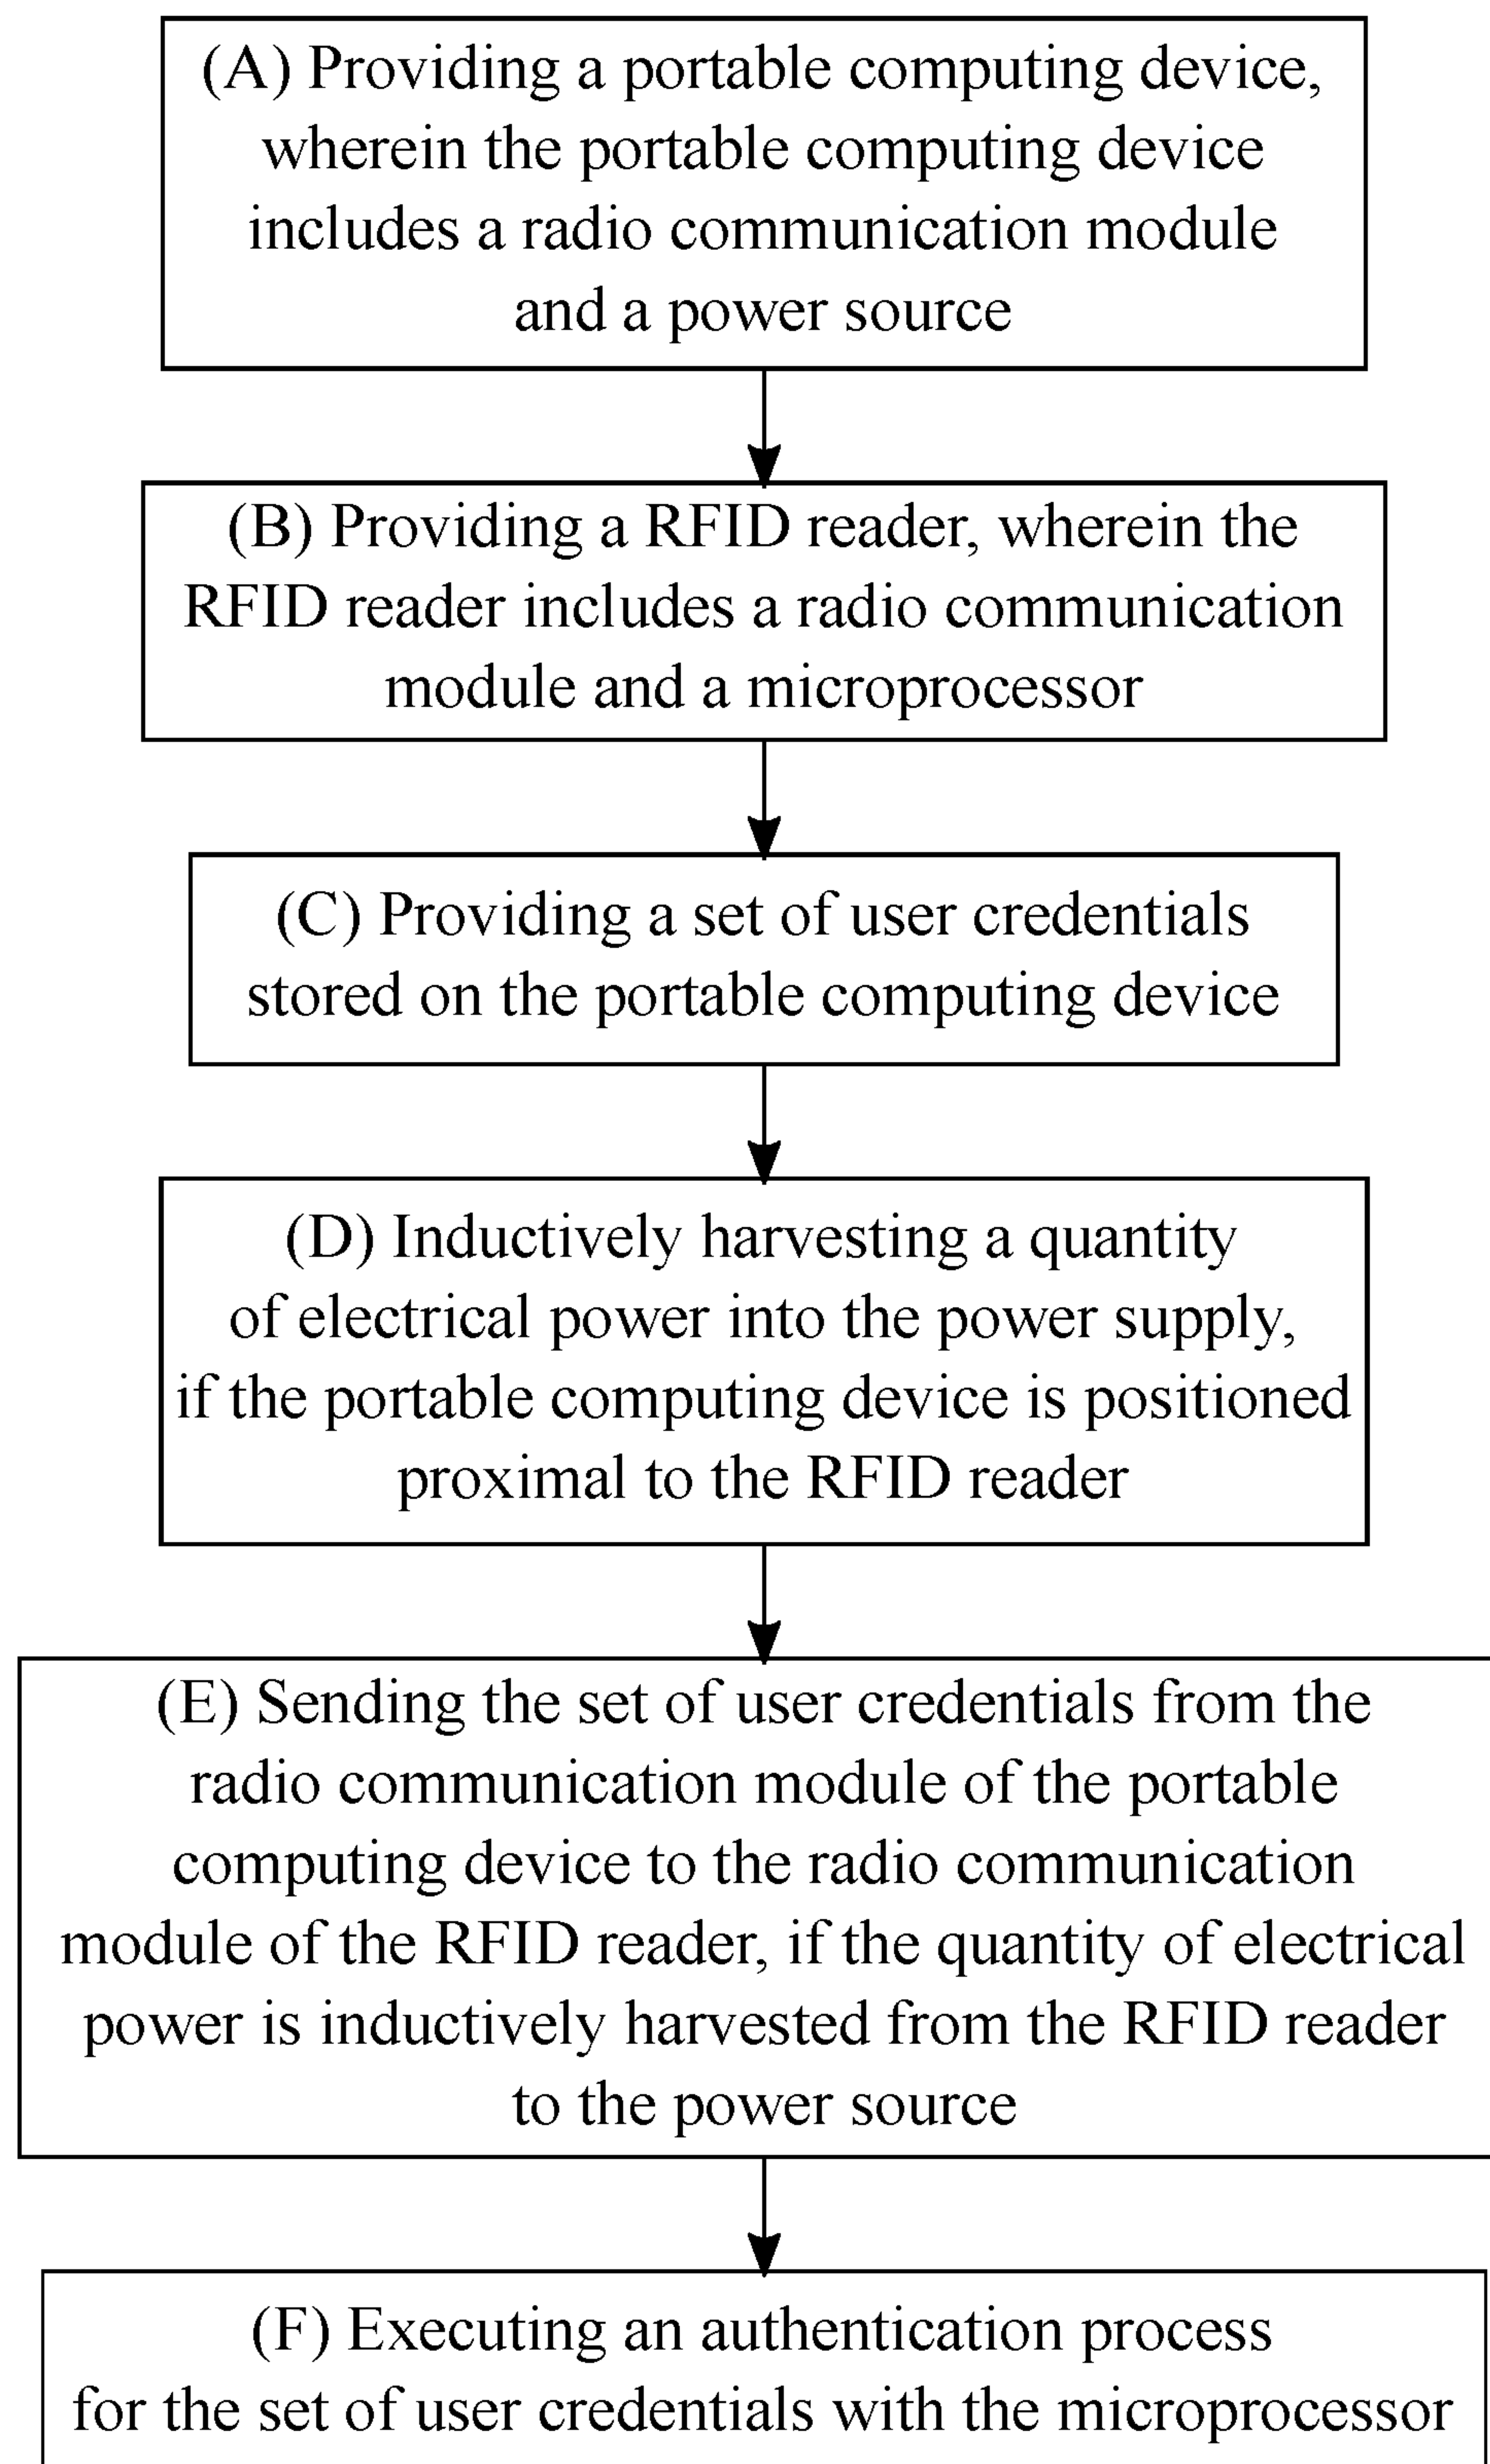 (A) Providing a portable computing device,
wherein the portable computing device
includes a radio communication module
and a power source
(B) Providing a RFID reader, wherein the
RFID reader includes a radio communication
module and a microprocessor
(C) Providing a set of user credentials
stored on the portable computing device
(D) Inductively harvesting a quantity
of electrical power into the power supply,
if the portable computing device is positioned
proximal to the RFID reader
(E) Sending the set of user credentials from the
radio communication module of the portable
computing device to the radio communication
module of the RFID reader, if the quantity of electrical
power is inductively harvested from the RFID reader
to the power source
(F) Executing an authentication process
for the set of user credentials with the microprocessor